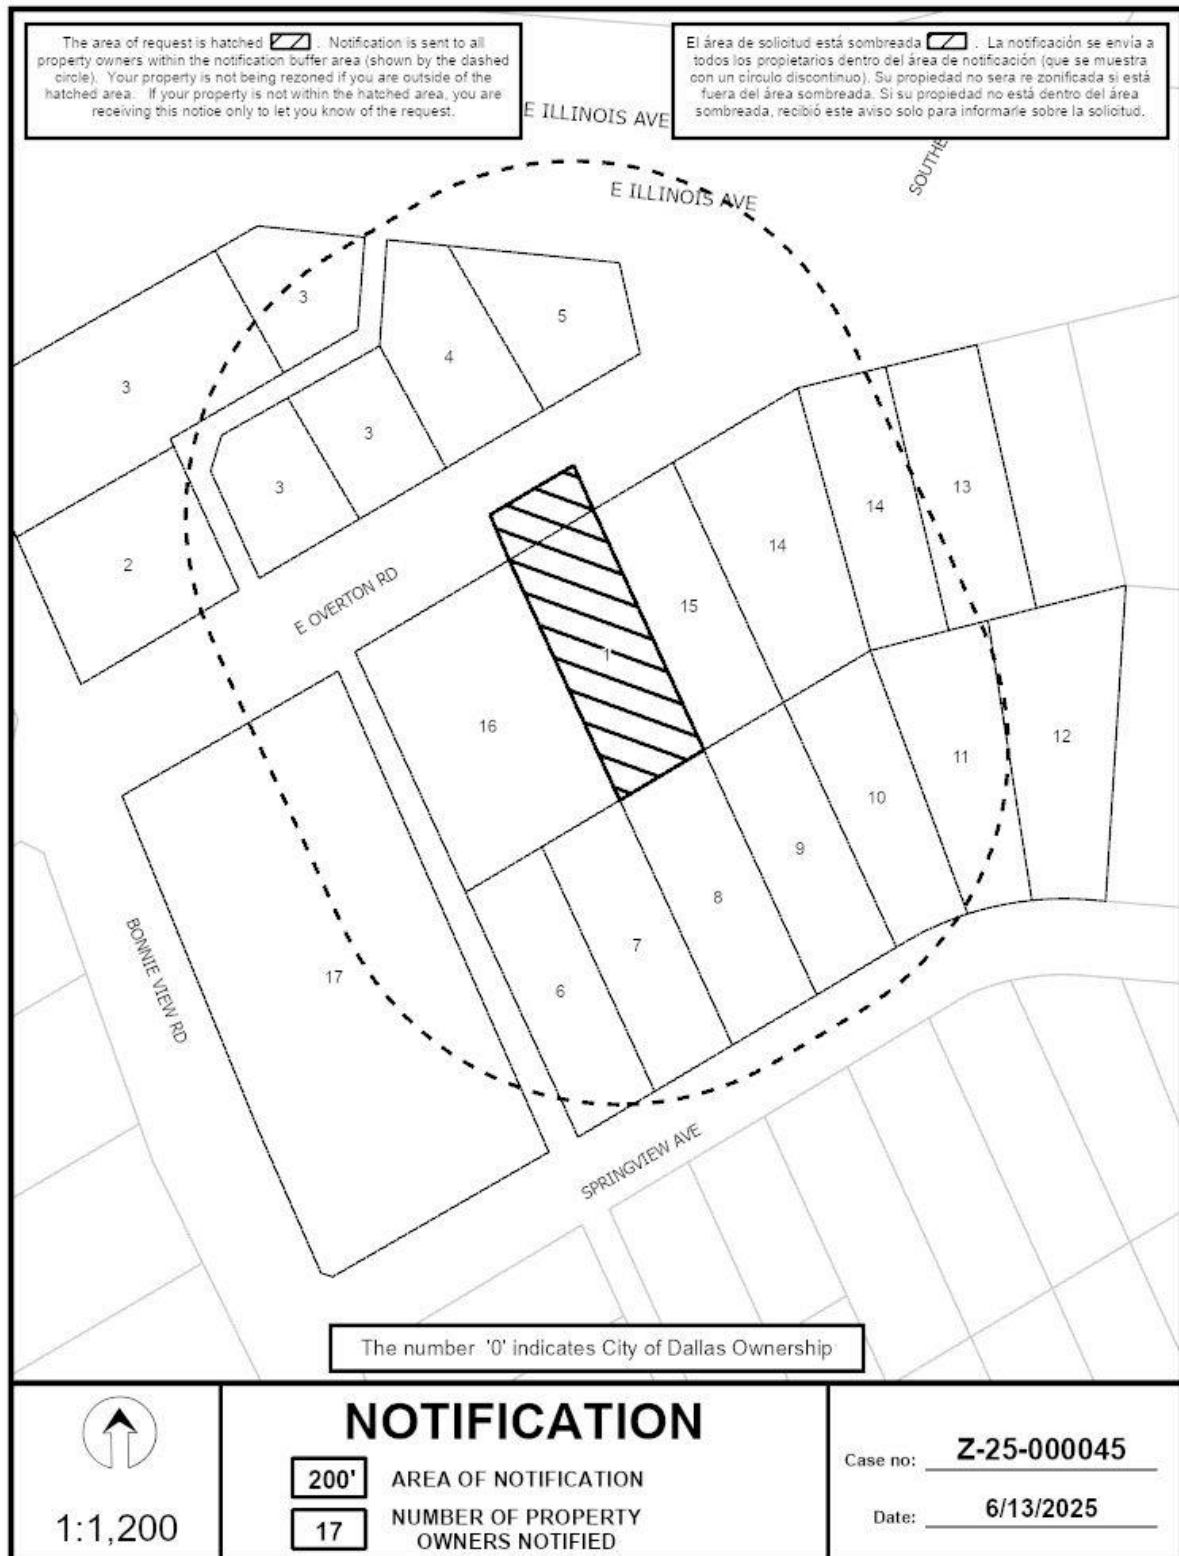 The area of request is hatched . Notification is sent to all
property owners within the notification buffer area (shown by the dashed
circle). Your property is not being rezoned if you are outside of the
hatched area. If your property is not within the hatched area, you are
receiving this notice only to let you know of the request.
El área de solicitud está sombreada . La notificación se envia a
todos los propietarios dentro del área de notificación (que se muestra
con un círculo discontinuo). Su propiedad no sera re zonificada si está
fuera del área sombreada. Si su propiedad no está dentro del área
sombreada, recibió este aviso solo para informarle sobre la solicitud.
E ILLINOIS AVE
E ILLINOIS AVE
3
5
4
3
3
3
13
14
2
14
15
E OVERTON RD
1
16
12
11
10
9
8
7
17
6
BONNIE VIEW RD
SPRINGVIEW AVE
The number '0' indicates City of Dallas Ownership
1:1,200
NOTIFICATION
200' AREA OF NOTIFICATION
17 NUMBER OF PROPERTY
OWNERS NOTIFIED
Case no: Z-25-000045
Date: 6/13/2025